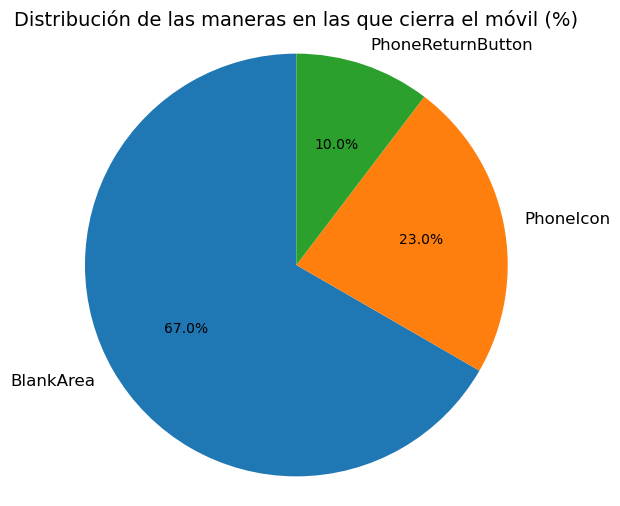 Distribución de las maneras en las que cierra el móvil (%)
PhoneReturnButton
10.0%
PhoneIcon
23.0%
67.0%
BlankArea